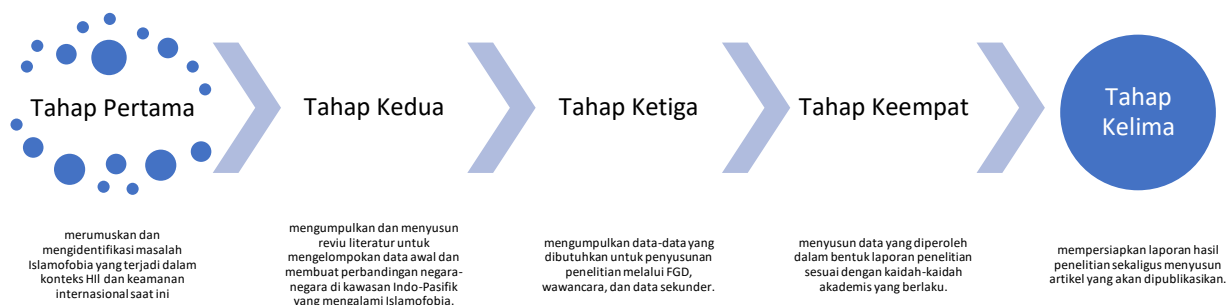 Tahap Pertama
merumuskan dan
mengidentifikasi masalah
Islamofobia yang terjadi dalam
konteks HII dan keamanan
internasional saat ini
Tahap Kedua
mengumpulkan dan menyusun
reviu literatur untuk
mengelompokan data awal dan
membuat perbandingan negara-
negara di kawasan Indo-Pasifik
yang mengalami Islamofobia.
Tahap Ketiga
mengumpulkan data-data yang
dibutuhkan untuk penyusunan
penelitian melalui FGD,
wawancara, dan data sekunder.
Tahap Keempat
menyusun data yang diperoleh
dalam bentuk laporan penelitian
sesuai dengan kaidah-kaidah
akademis yang berlaku.
Tahap
Kelima
mempersiapkan laporan hasil
penelitian sekaligus menyusun
artikel yang akan dipublikasikan.